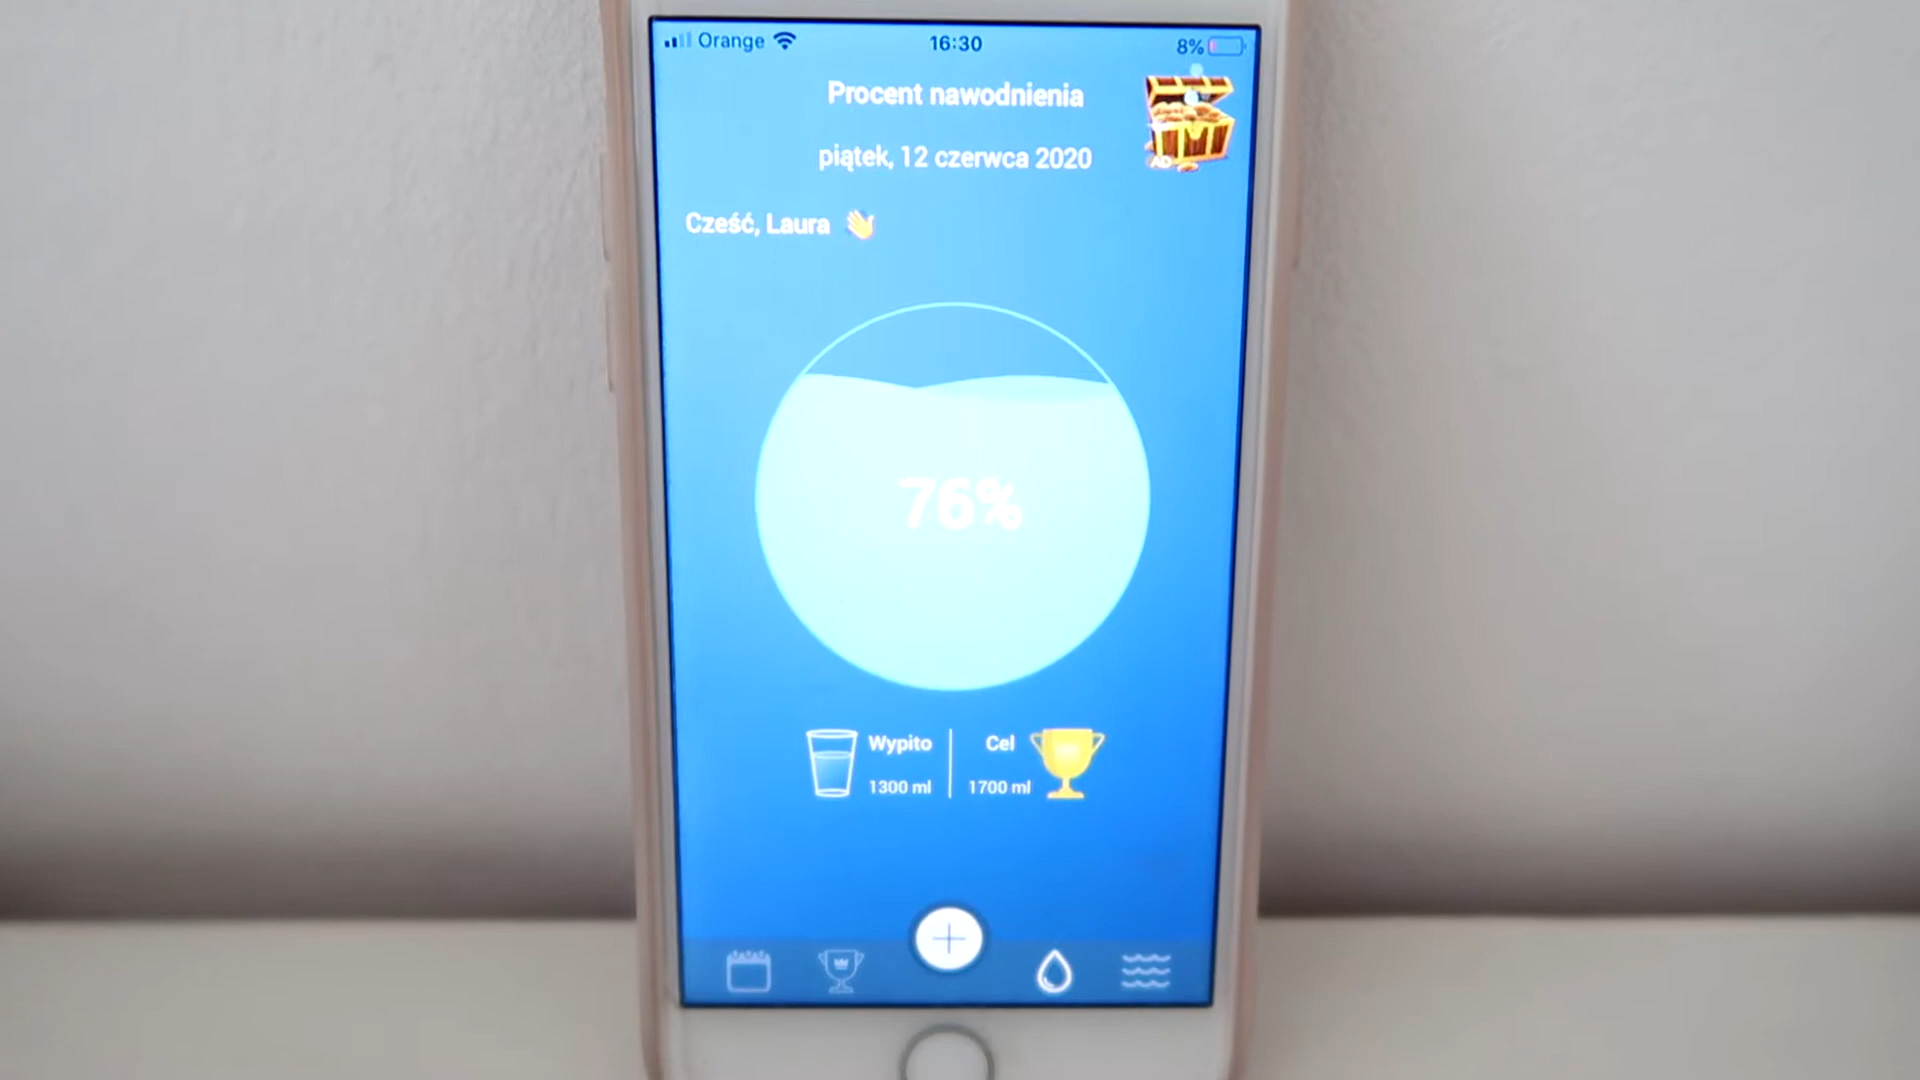 Orange 16:30 8%
Procent nawodnienia
piątek, 12 czerwca 2020
AD
Cześć, Laura
76%
Wypito Cel
1300 ml 1700 ml